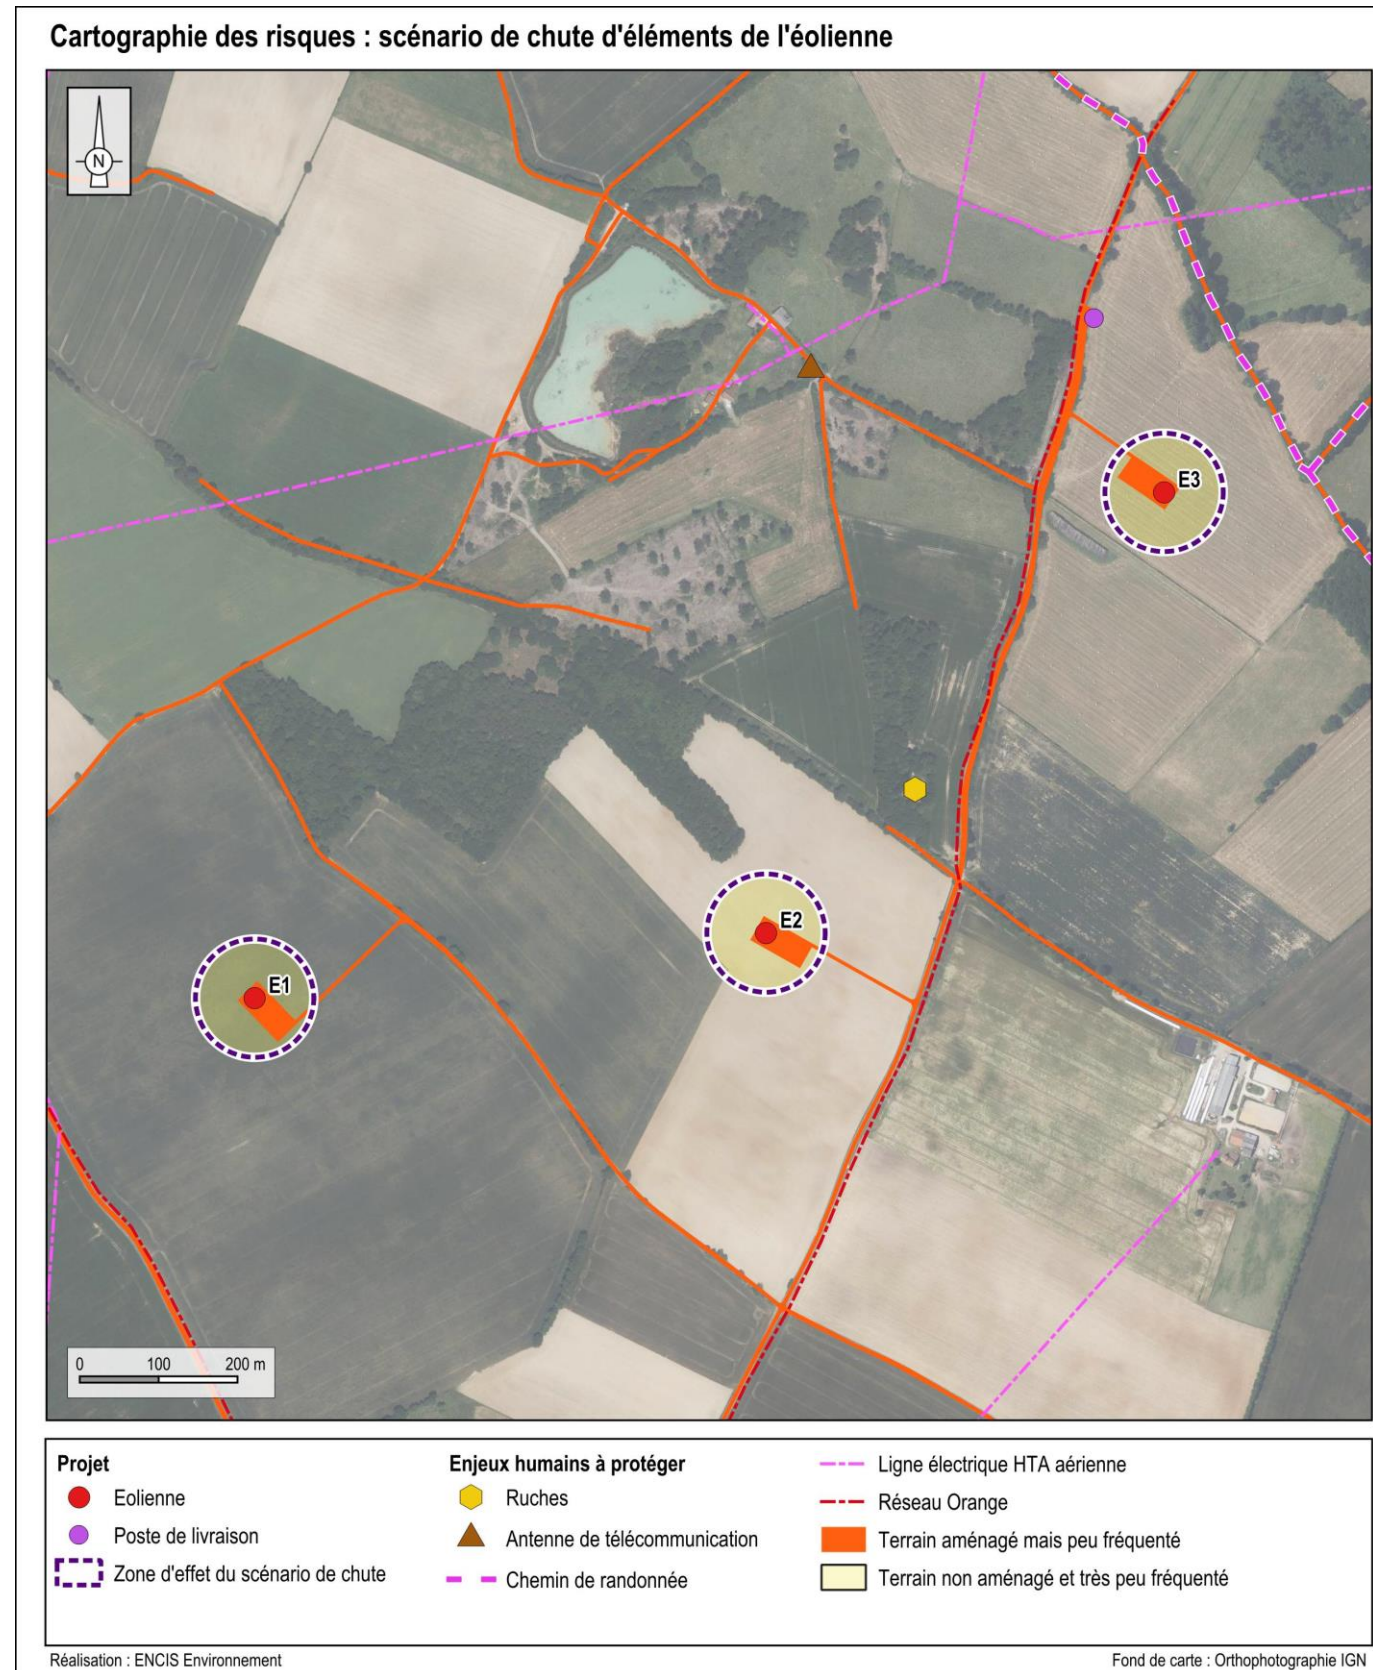 Cartographie des risques : scénario de chute d'éléments de l'éolienne
N
E3
E2
E1
0 100 200 m
Projet
Eolienne
Poste de livraison
Zone d'effet du scénario de chute
Enjeux humains à protéger
Ruches
Antenne de télécommunication
Chemin de randonnée
Ligne électrique HTA aérienne
Réseau Orange
Terrain aménagé mais peu fréquenté
Terrain non aménagé et très peu fréquenté
Réalisation : ENCIS Environnement
Fond de carte : Orthophotographie IGN